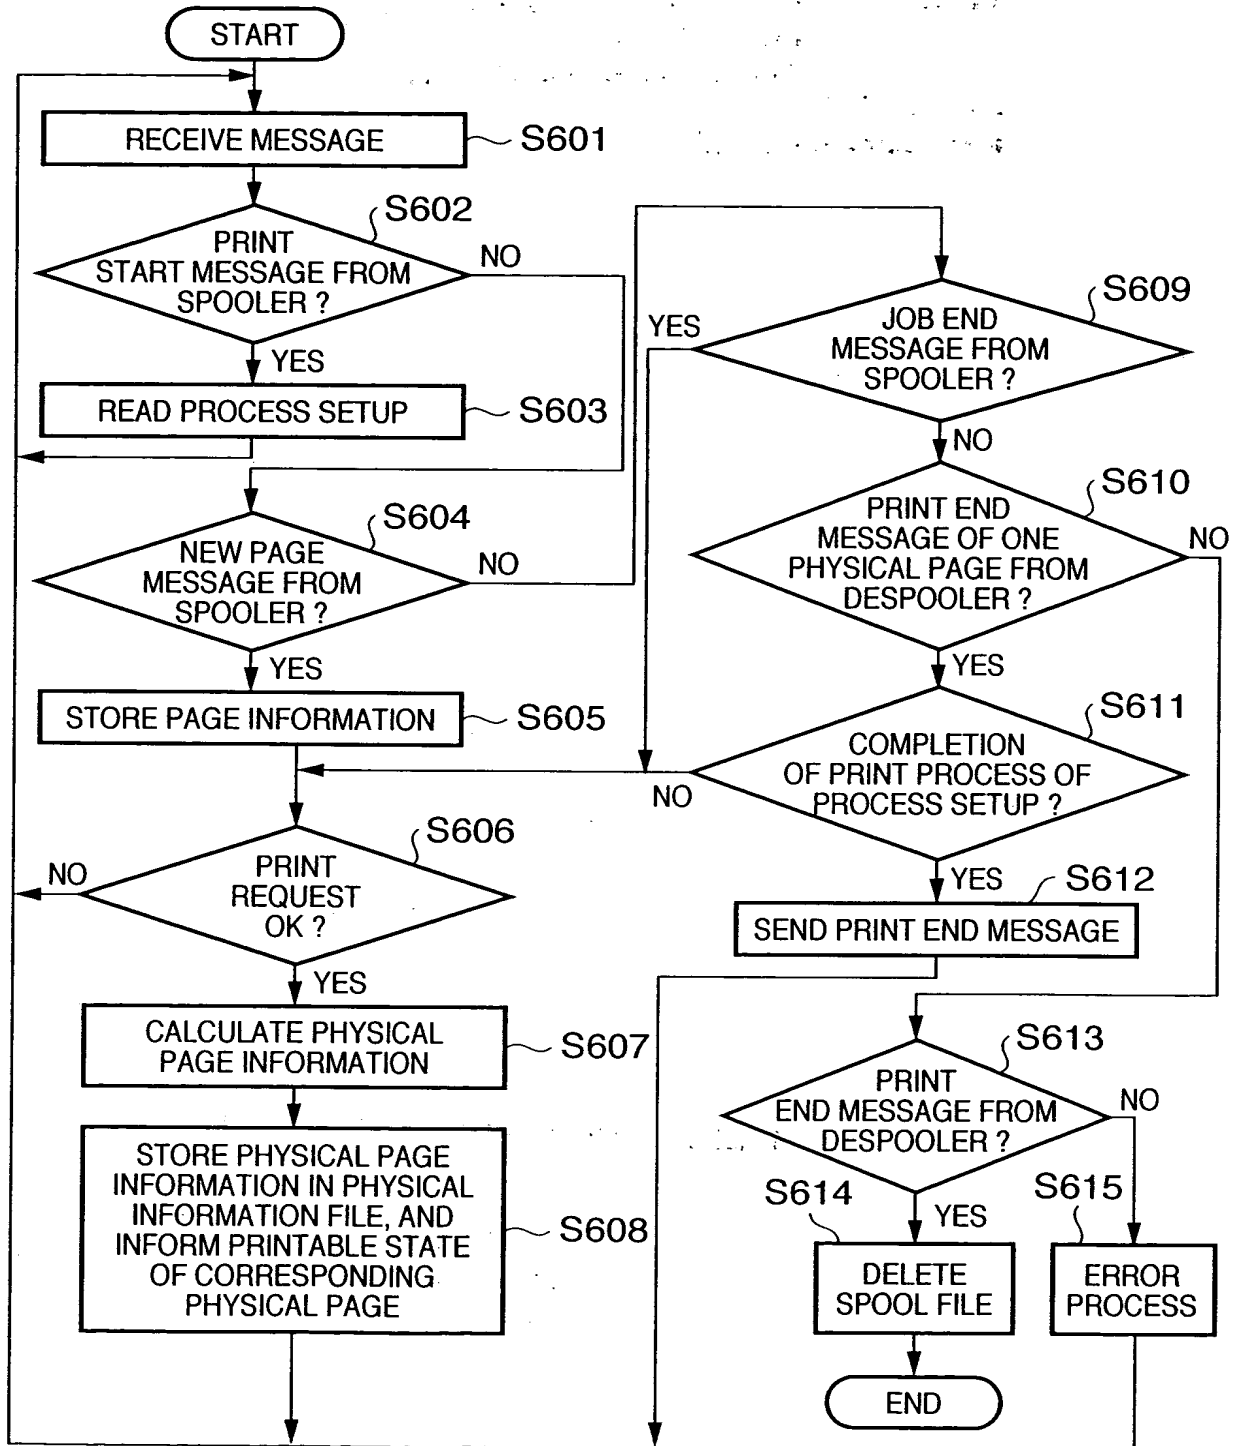 START
RECEIVE MESSAGE
S601
S602
PRINT
START MESSAGE FROM
SPOOLER ?
NO
YES
READ PROCESS SETUP
S603
S604
NEW PAGE
MESSAGE FROM
SPOOLER ?
NO
YES
STORE PAGE INFORMATION
S605
S606
PRINT
REQUEST
OK ?
NO
YES
CALCULATE PHYSICAL
PAGE INFORMATION
S607
STORE PHYSICAL PAGE
INFORMATION IN PHYSICAL
INFORMATION FILE, AND
INFORM PRINTABLE STATE
OF CORRESPONDING
PHYSICAL PAGE
S608
S609
JOB END
MESSAGE FROM
SPOOLER ?
YES
NO
S610
PRINT END
MESSAGE OF ONE
PHYSICAL PAGE FROM
DESPOOLER ?
NO
YES
S611
COMPLETION
OF PRINT PROCESS OF
PROCESS SETUP ?
NO
YES
S612
SEND PRINT END MESSAGE
S613
PRINT
END MESSAGE FROM
DESPOOLER ?
NO
YES
S614
DELETE
SPOOL FILE
S615
ERROR
PROCESS
END